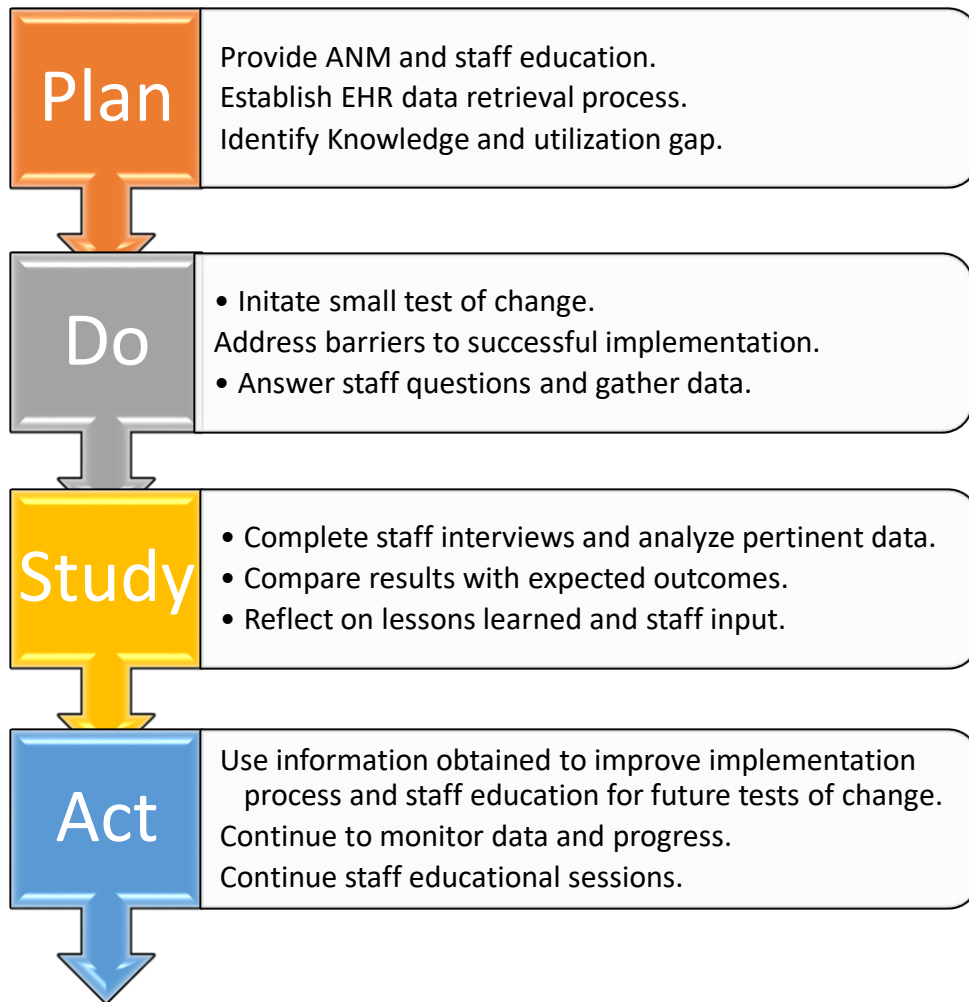 Plan
Provide ANM and staff education.
Establish EHR data retrieval process.
Identify Knowledge and utilization gap.
Do
• Initate small test of change.
Address barriers to successful implementation.
• Answer staff questions and gather data.
Study
• Complete staff interviews and analyze pertinent data.
• Compare results with expected outcomes.
• Reflect on lessons learned and staff input.
Act
Use information obtained to improve implementation
process and staff education for future tests of change.
Continue to monitor data and progress.
Continue staff educational sessions.